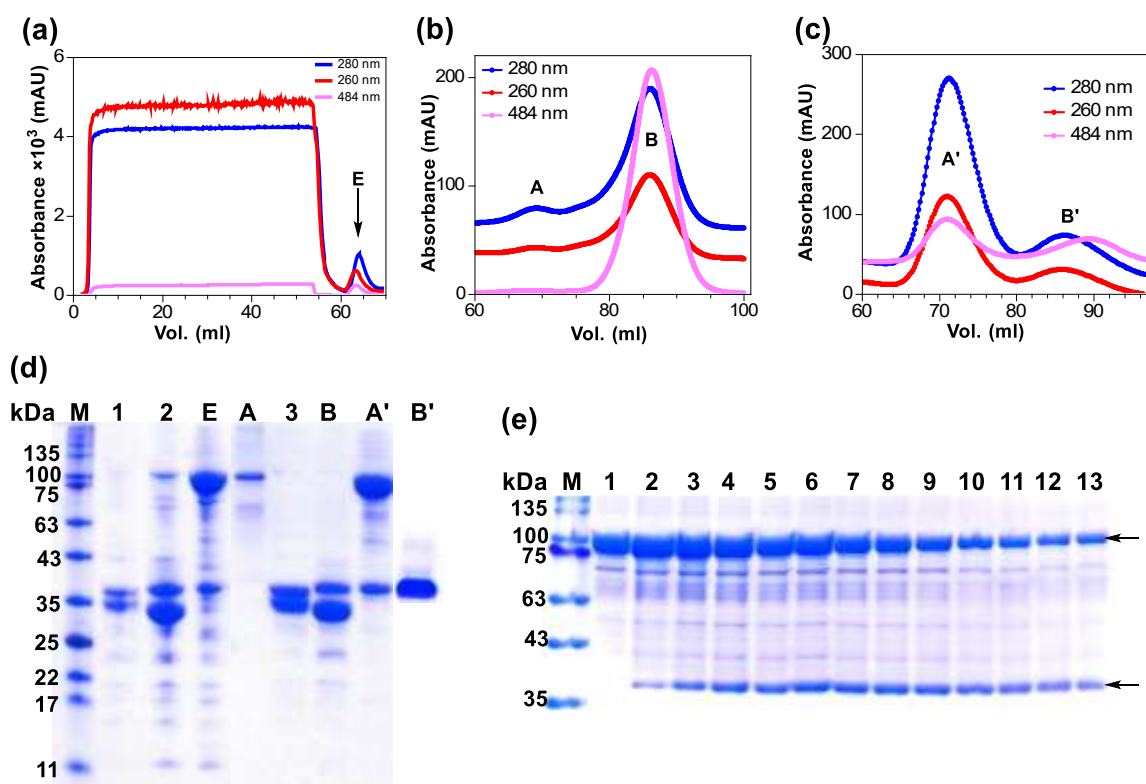 (a)
Absorbance ×10³ (mAU)
6
4
2
0
0 20 40 60
Vol. (ml)
280 nm
260 nm
484 nm
E
(b)
Absorbance (mAU)
200
100
0
60 80 100
Vol. (ml)
280 nm
260 nm
484 nm
A
B
(c)
Absorbance (mAU)
300
200
100
0
60 70 80 90
Vol. (ml)
280 nm
260 nm
484 nm
A'
B'
(d)
kDa M 1 2 E A 3 B A' B'
135
100
75
63
43
35
25
22
17
11
(e)
kDa M 1 2 3 4 5 6 7 8 9 10 11 12 13
135
100
75
63
43
35